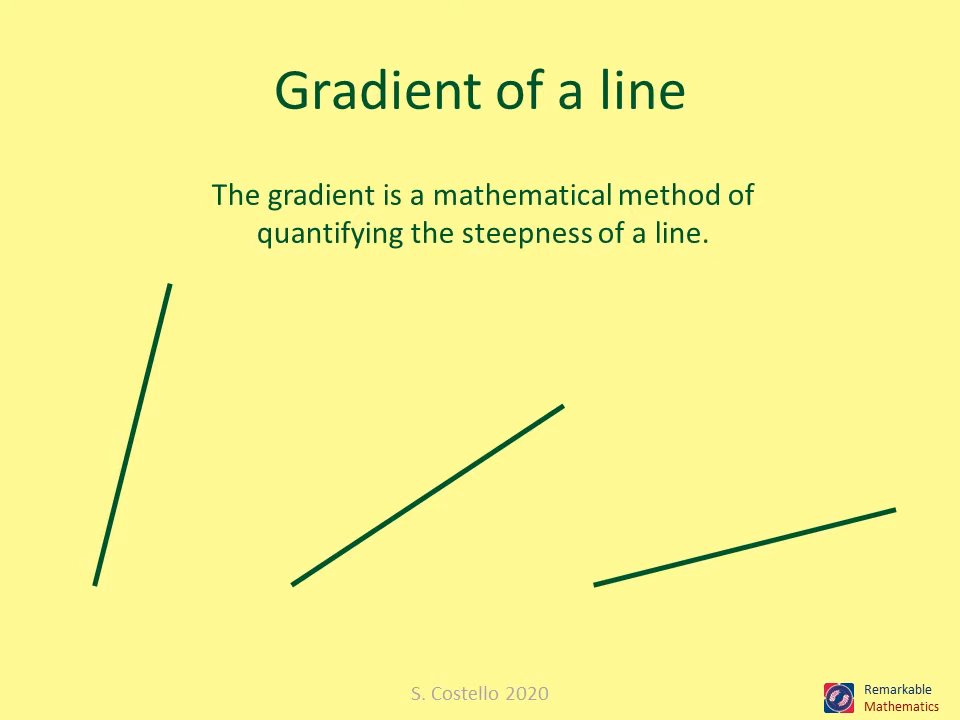 Gradient of a line
The gradient is a mathematical method of
quantifying the steepness of a line.
S. Costello 2020
Remarkable
Mathematics